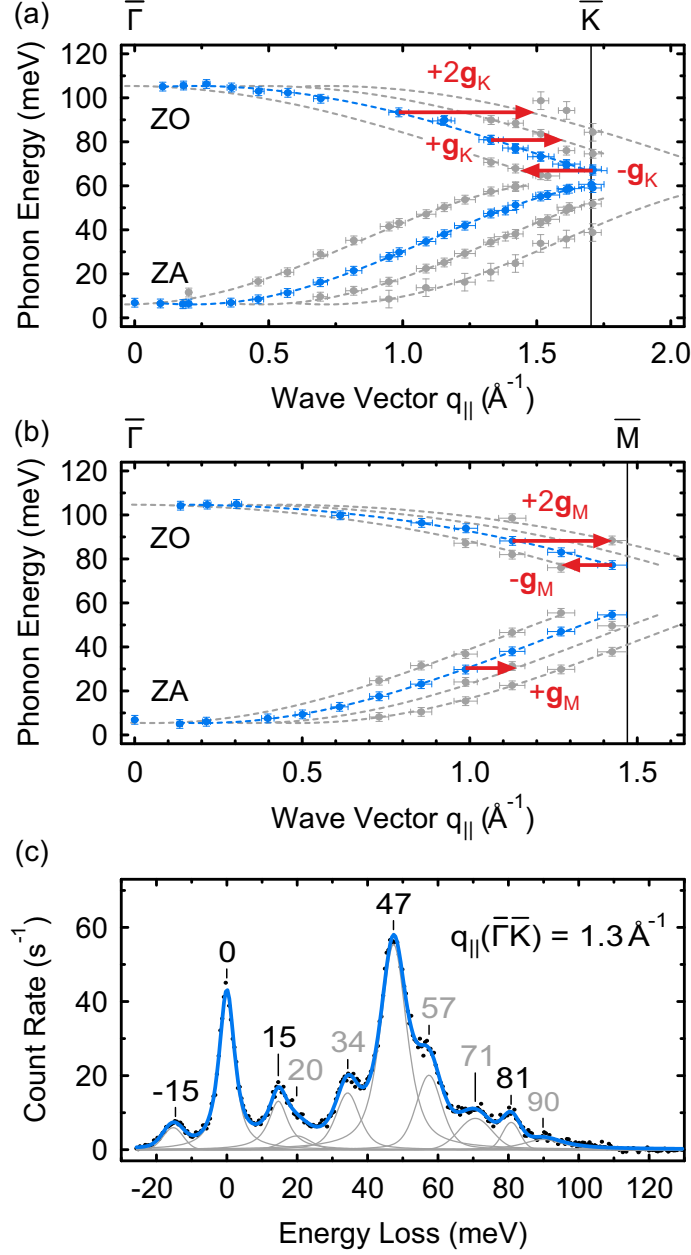 (a)
Γ̅
K̅
Phonon Energy (meV)
120
100
80
60
40
20
0
ZO
ZA
+2g_K
+g_K
-g_K
0.0
0.5
1.0
1.5
2.0
Wave Vector q_|| (Å⁻¹)
(b)
Γ̅
M̅
Phonon Energy (meV)
120
100
80
60
40
20
0
ZO
ZA
+2g_M
-g_M
+g_M
0.0
0.5
1.0
1.5
Wave Vector q_|| (Å⁻¹)
(c)
Count Rate (s⁻¹)
60
40
20
0
-15
0
15
20
34
47
57
71
81
90
q_||(Γ̅K̅) = 1.3 Å⁻¹
-20
0
20
40
60
80
100
120
Energy Loss (meV)